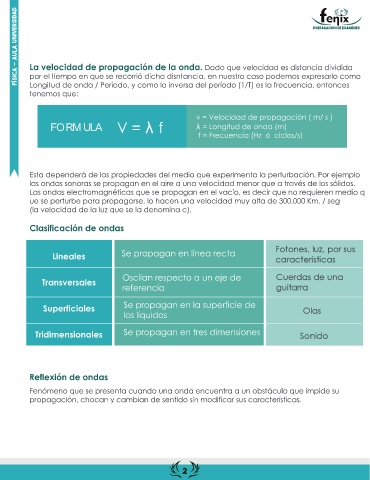 FÍSICA – AULA UNIVERSIDAD
fenix
PREPARACIÓN DE EXÁMENES
La velocidad de propagación de la onda. Dado que velocidad es distancia dividida
por el tiempo en que se recorrió dicha disntancia, en nuestro caso podemos expresarlo como
Longitud de onda / Período, y como la inversa del período [1/T] es la frecuencia, entonces
tenemos que:
FORMULA V = λ f
v = Velocidad de propagación ( m/ s )
λ = Longitud de onda (m)
f = Frecuencia (Hz ó ciclos/s)
Esta dependerá de las propiedades del medio que experimenta la perturbación. Por ejemplo
las ondas sonoras se propagan en el aire a una velocidad menor que a través de los sólidos.
Las ondas electromagnéticas que se propagan en el vacío, es decir que no requieren medio q
ue se perturbe para propagarse, lo hacen una velocidad muy alta de 300.000 Km. / seg
(la velocidad de la luz que se la denomina c).
Clasificación de ondas
Lineales
Se propagan en linea recta
Fotones, luz, por sus
características
Transversales
Oscilan respecto a un eje de
referencia
Cuerdas de una
guitarra
Superficiales
Se propagan en la superficie de
los líquidos
Olas
Tridimensionales
Se propagan en tres dimensiones
Sonido
Reflexión de ondas
Fenómeno que se presenta cuando una onda encuentra a un obstáculo que impide su
propagación, chocan y cambian de sentido sin modificar sus características.
2